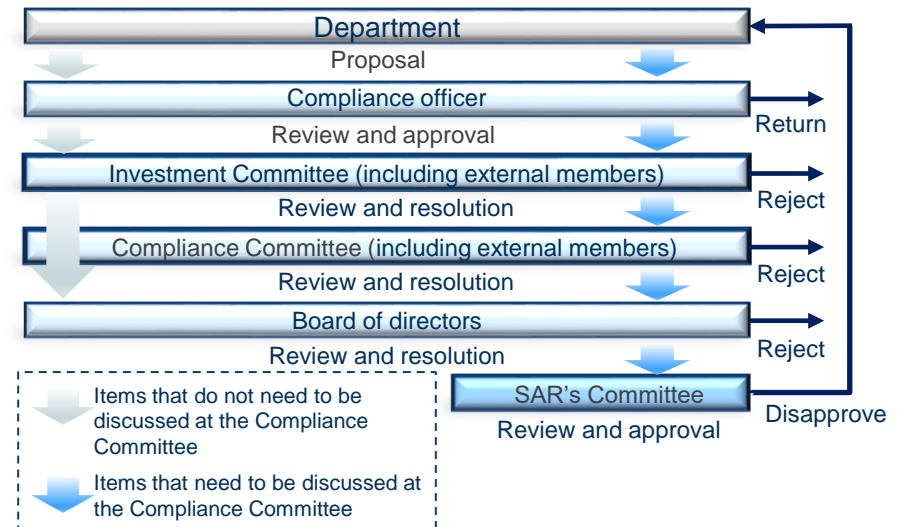 Department
Proposal
Compliance officer
Return
Review and approval
Investment Committee (including external members)
Reject
Review and resolution
Compliance Committee (including external members)
Reject
Review and resolution
Board of directors
Reject
Review and resolution
SAR's Committee
Disapprove
Review and approval
Items that do not need to be
discussed at the Compliance
Committee
Items that need to be discussed at
the Compliance Committee